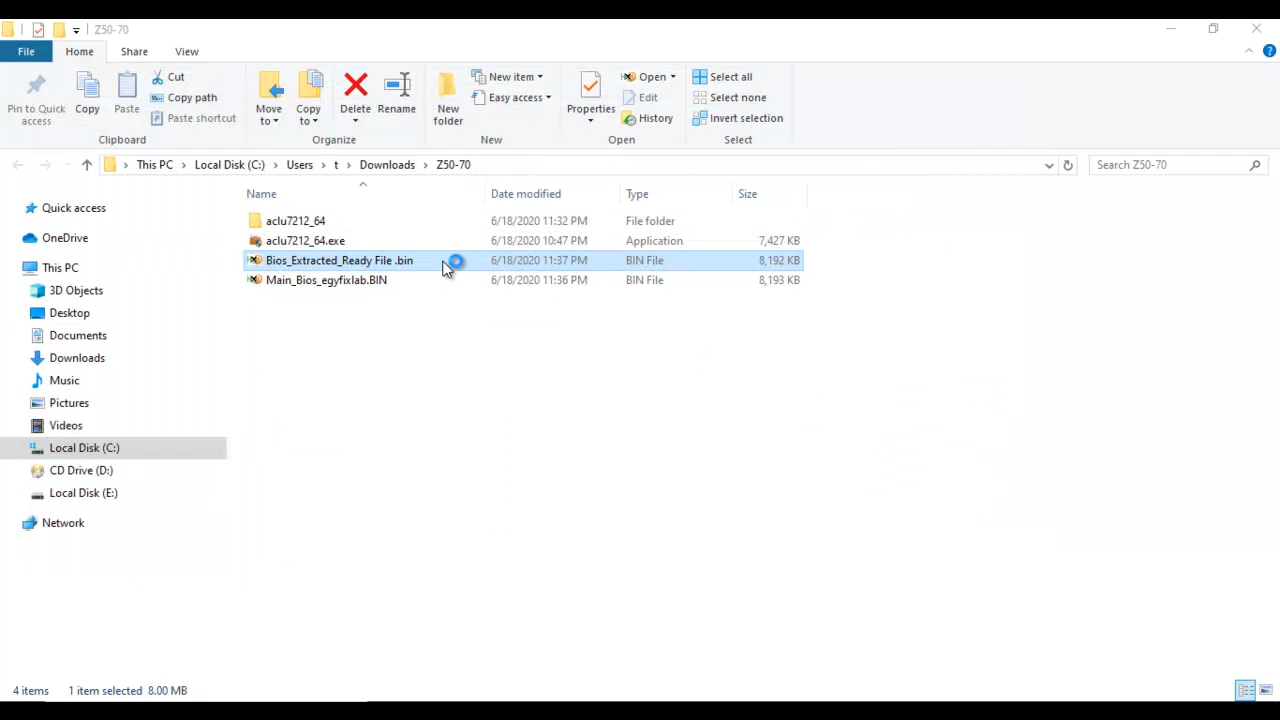 Z50-70
File Home Share View
Pin to Quick access
Copy
Paste
Cut
Copy path
Paste shortcut
Clipboard
Move to
Copy to
Delete
Rename
Organize
New folder
New item
Easy access
New
Properties
Open
Edit
History
Open
Select all
Select none
Invert selection
Select
This PC Local Disk (C:) Users t Downloads Z50-70
Search Z50-70
Name Date modified Type Size
aclu7212_64 6/18/2020 11:32 PM File folder
aclu7212_64.exe 6/18/2020 10:47 PM Application 7,427 KB
Bios_Extracted_Ready File .bin 6/18/2020 11:37 PM BIN File 8,192 KB
Main_Bios_egyfixlab.BIN 6/18/2020 11:36 PM BIN File 8,193 KB
Quick access
OneDrive
This PC
3D Objects
Desktop
Documents
Downloads
Music
Pictures
Videos
Local Disk (C:)
CD Drive (D:)
Local Disk (E:)
Network
4 items 1 item selected 8.00 MB